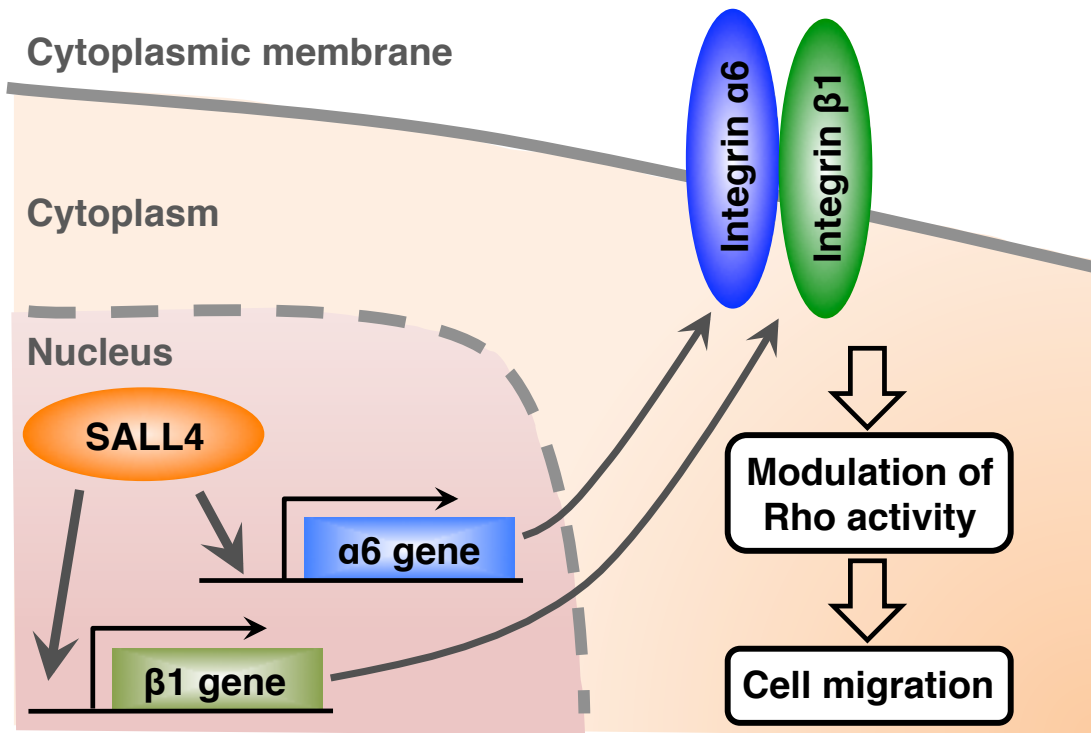 Cytoplasmic membrane
Integrin α6
Integrin β1
Cytoplasm
Nucleus
SALL4
α6 gene
β1 gene
Modulation of
Rho activity
Cell migration